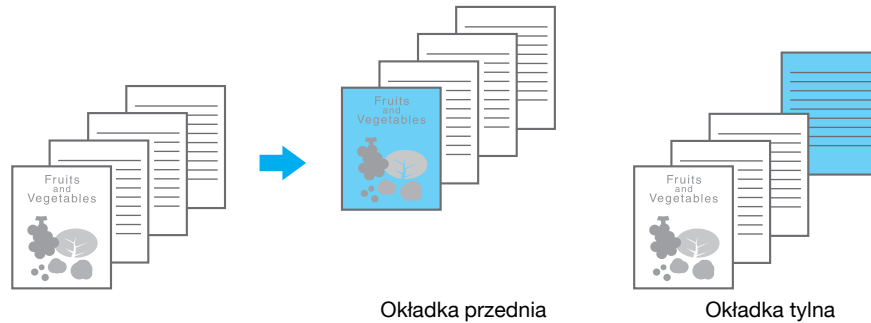 Fruits
and
Vegetables
Fruits
and
Vegetables
Fruits
and
Vegetables
Okładka przednia
Okładka tylna